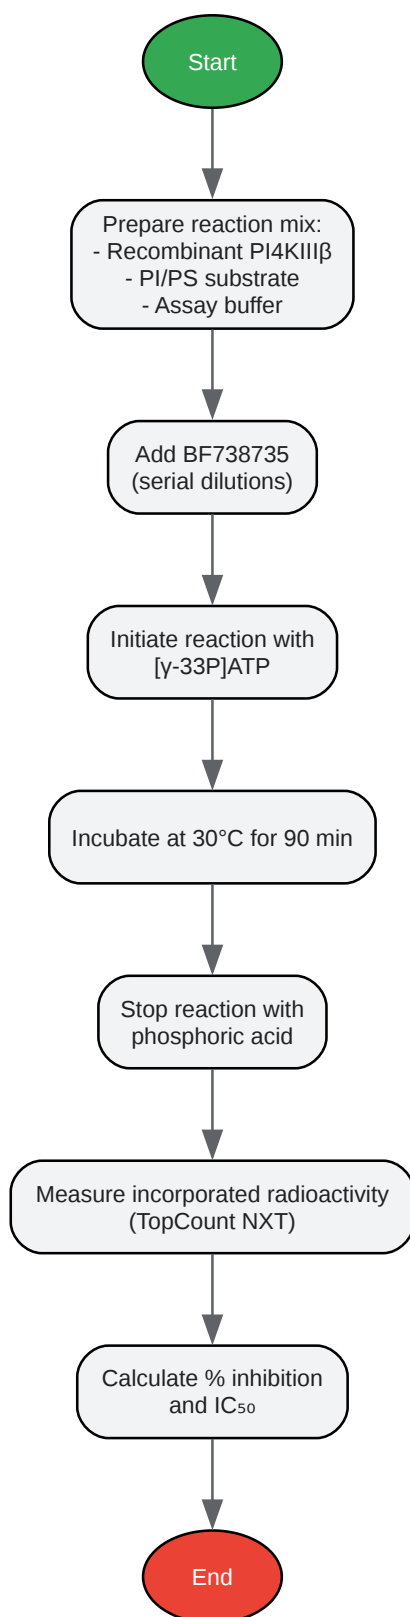 Start
Prepare reaction mix:
- Recombinant PI4KIIIβ
- PI/PS substrate
- Assay buffer
Add BF738735
(serial dilutions)
Initiate reaction with
[γ-33P]ATP
Incubate at 30°C for 90 min
Stop reaction with
phosphoric acid
Measure incorporated radioactivity
(TopCount NXT)
Calculate % inhibition
and IC₅₀
End